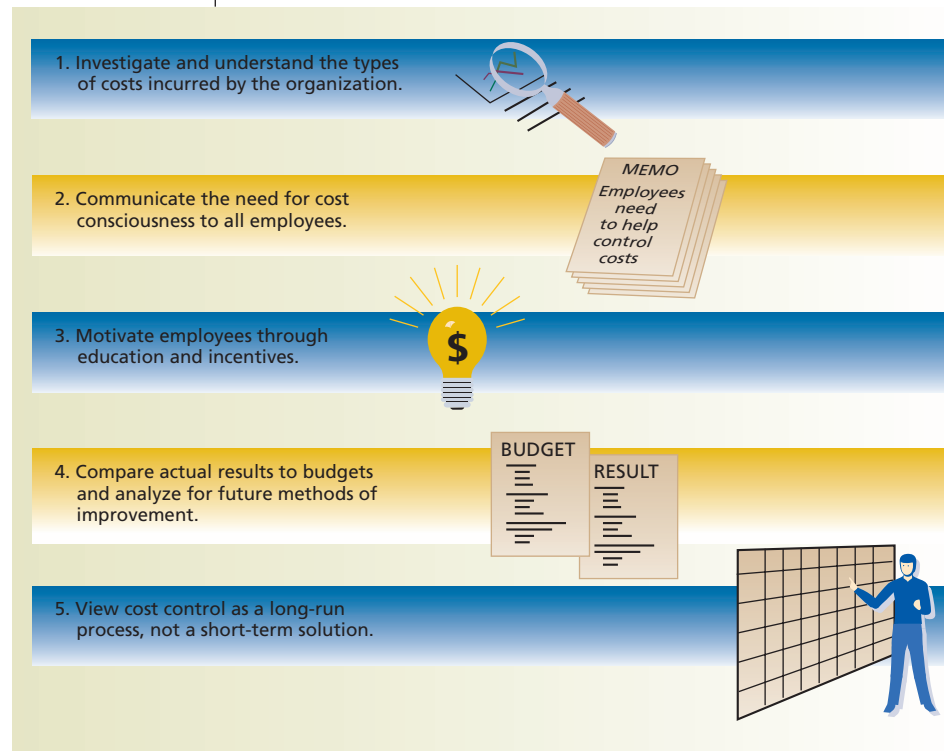 1. Investigate and understand the types
of costs incurred by the organization.
MEMO
Employees
need
to help
control
costs
2. Communicate the need for cost
consciousness to all employees.
3. Motivate employees through
education and incentives.
$
BUDGET
RESULT
4. Compare actual results to budgets
and analyze for future methods of
improvement.
5. View cost control as a long-run
process, not a short-term solution.